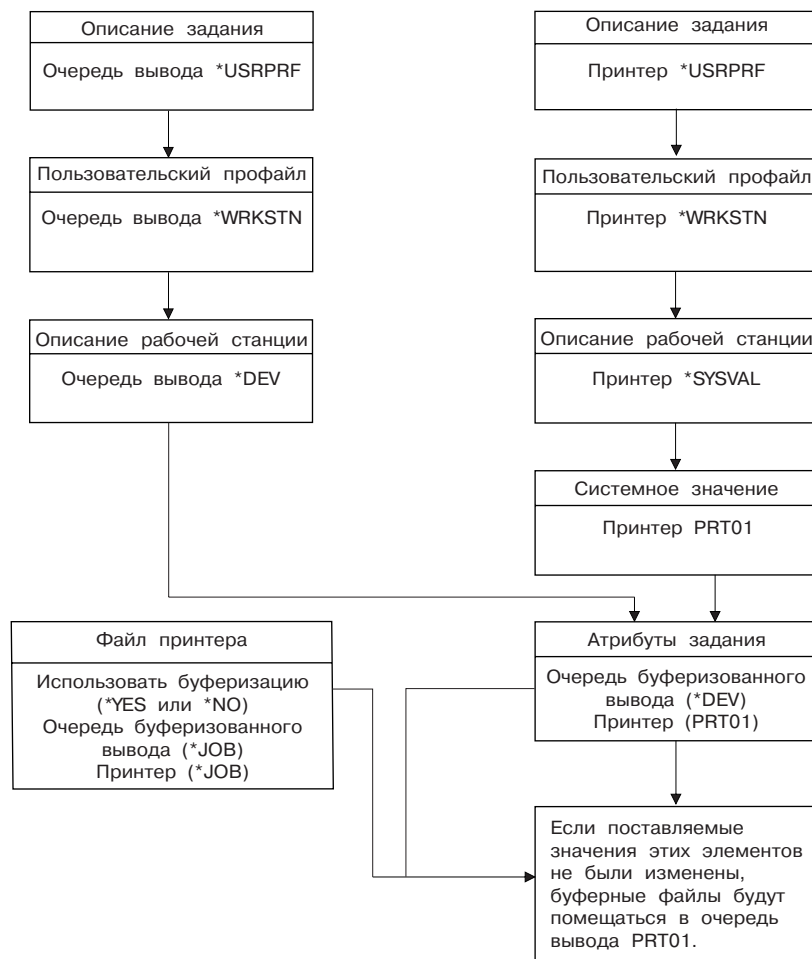 Описание задания
Очередь вывода *USRPRF
Пользовательский профайл
Очередь вывода *WRKSTN
Описание рабочей станции
Очередь вывода *DEV
Описание задания
Принтер *USRPRF
Пользовательский профайл
Принтер *WRKSTN
Описание рабочей станции
Принтер *SYSVAL
Системное значение
Принтер PRT01
Файл принтера
Использовать буферизацию
(*YES или *NO)
Очередь буферизованного
вывода (*JOB)
Принтер (*JOB)
Атрибуты задания
Очередь буферизованного
вывода (*DEV)
Принтер (PRT01)
Если поставляемые
значения этих элементов
не были изменены,
буферные файлы будут
помещаться в очередь
вывода PRT01.